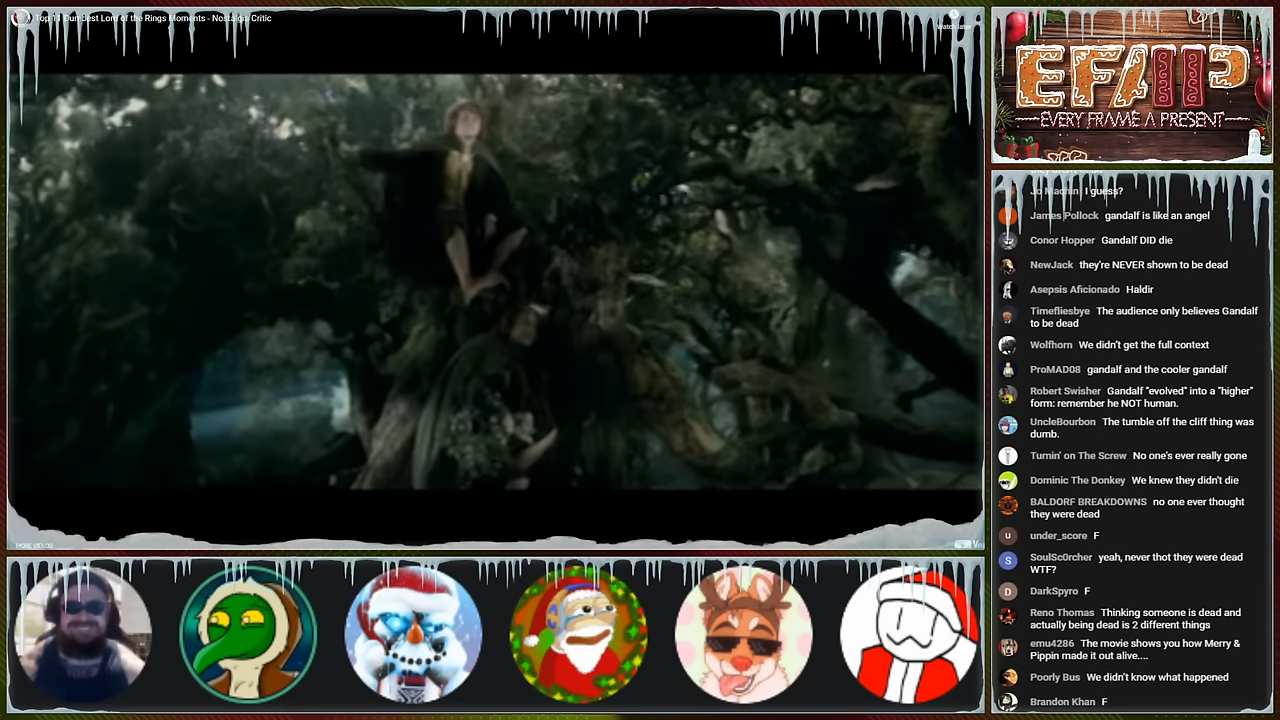 Top 11 Dumbest Lord of the Rings Moments - Nostalgia Critic
Watch later
MORE VIDEOS
EFAP
EVERY FRAME A PRESENT
Jo Machin I guess?
James Pollock gandalf is like an angel
Conor Hopper Gandalf DID die
NewJack they're NEVER shown to be dead
Asepsis Aficionado Haldir
Timefliesbye The audience only believes Gandalf
to be dead
Wolfhorn We didn't get the full context
ProMAD08 gandalf and the cooler gandalf
Robert Swisher Gandalf "evolved" into a "higher"
form: remember he NOT human.
UncleBourbon The tumble off the cliff thing was
dumb.
Turnin' on The Screw No one's ever really gone
Dominic The Donkey We knew they didn't die
BALDORF BREAKDOWNS no one ever thought
they were dead
u under_score F
S SoulSc0rcher yeah, never thot they were dead
WTF?
D DarkSpyro F
Reno Thomas Thinking someone is dead and
actually being dead is 2 different things
emu4286 The movie shows you how Merry &
Pippin made it out alive....
Poorly Bus We didn't know what happened
Brandon Khan F